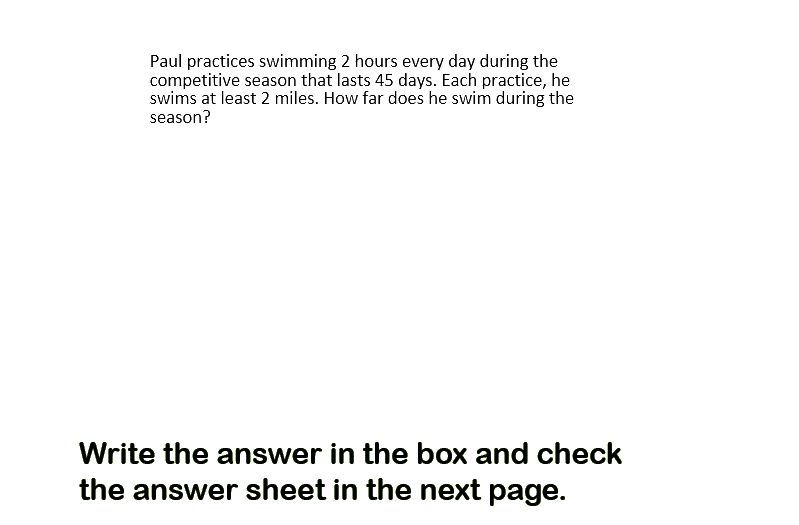 Paul practices swimming 2 hours every day during the
competitive season that lasts 45 days. Each practice, he
swims at least 2 miles. How far does he swim during the
season?
Write the answer in the box and check
the answer sheet in the next page.